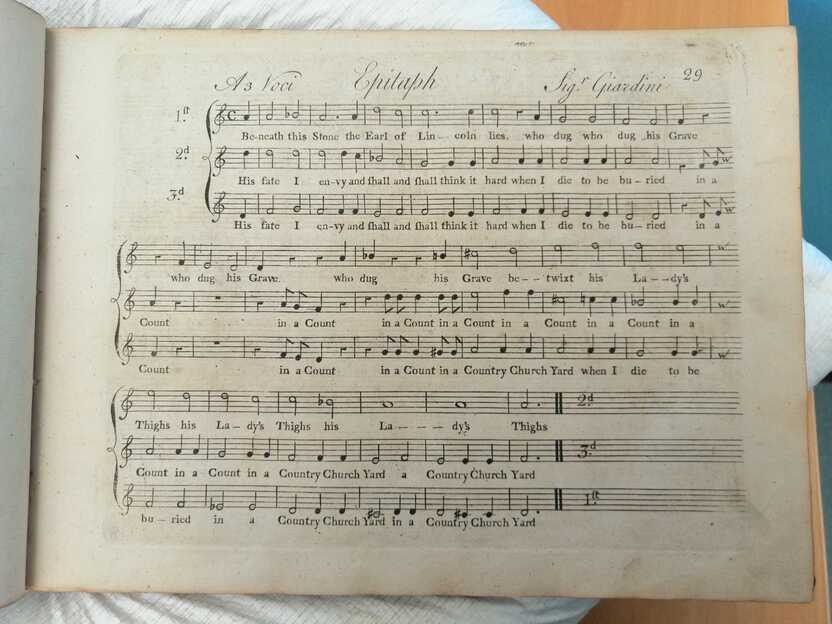 29
A 3 Voci Epitaph Sig.r Giardini
1.st
Be-neath this Stone the Earl of Lin-coln lies, who dug who dug his Grave
2.d
His fate I en-vy and ſhall and ſhall think it hard when I die to be bu-ried in a
3.d
His fate I en-vy and ſhall and ſhall think it hard when I die to be bu-ried in a
who dug his Grave. who dug his Grave be--twixt his La--dy's
Count in a Count in a Count in a Count in a Count in a Count in a
Count in a Count in a Count in a Country Church Yard when I die to be
Thighs his La-dy's Thighs his La---dy's Thighs 2.d
Count in a Count in a Country Church Yard a Country Church Yard 3.d
bu-ried in a Country Church Yard in a Country Church Yard 1.st